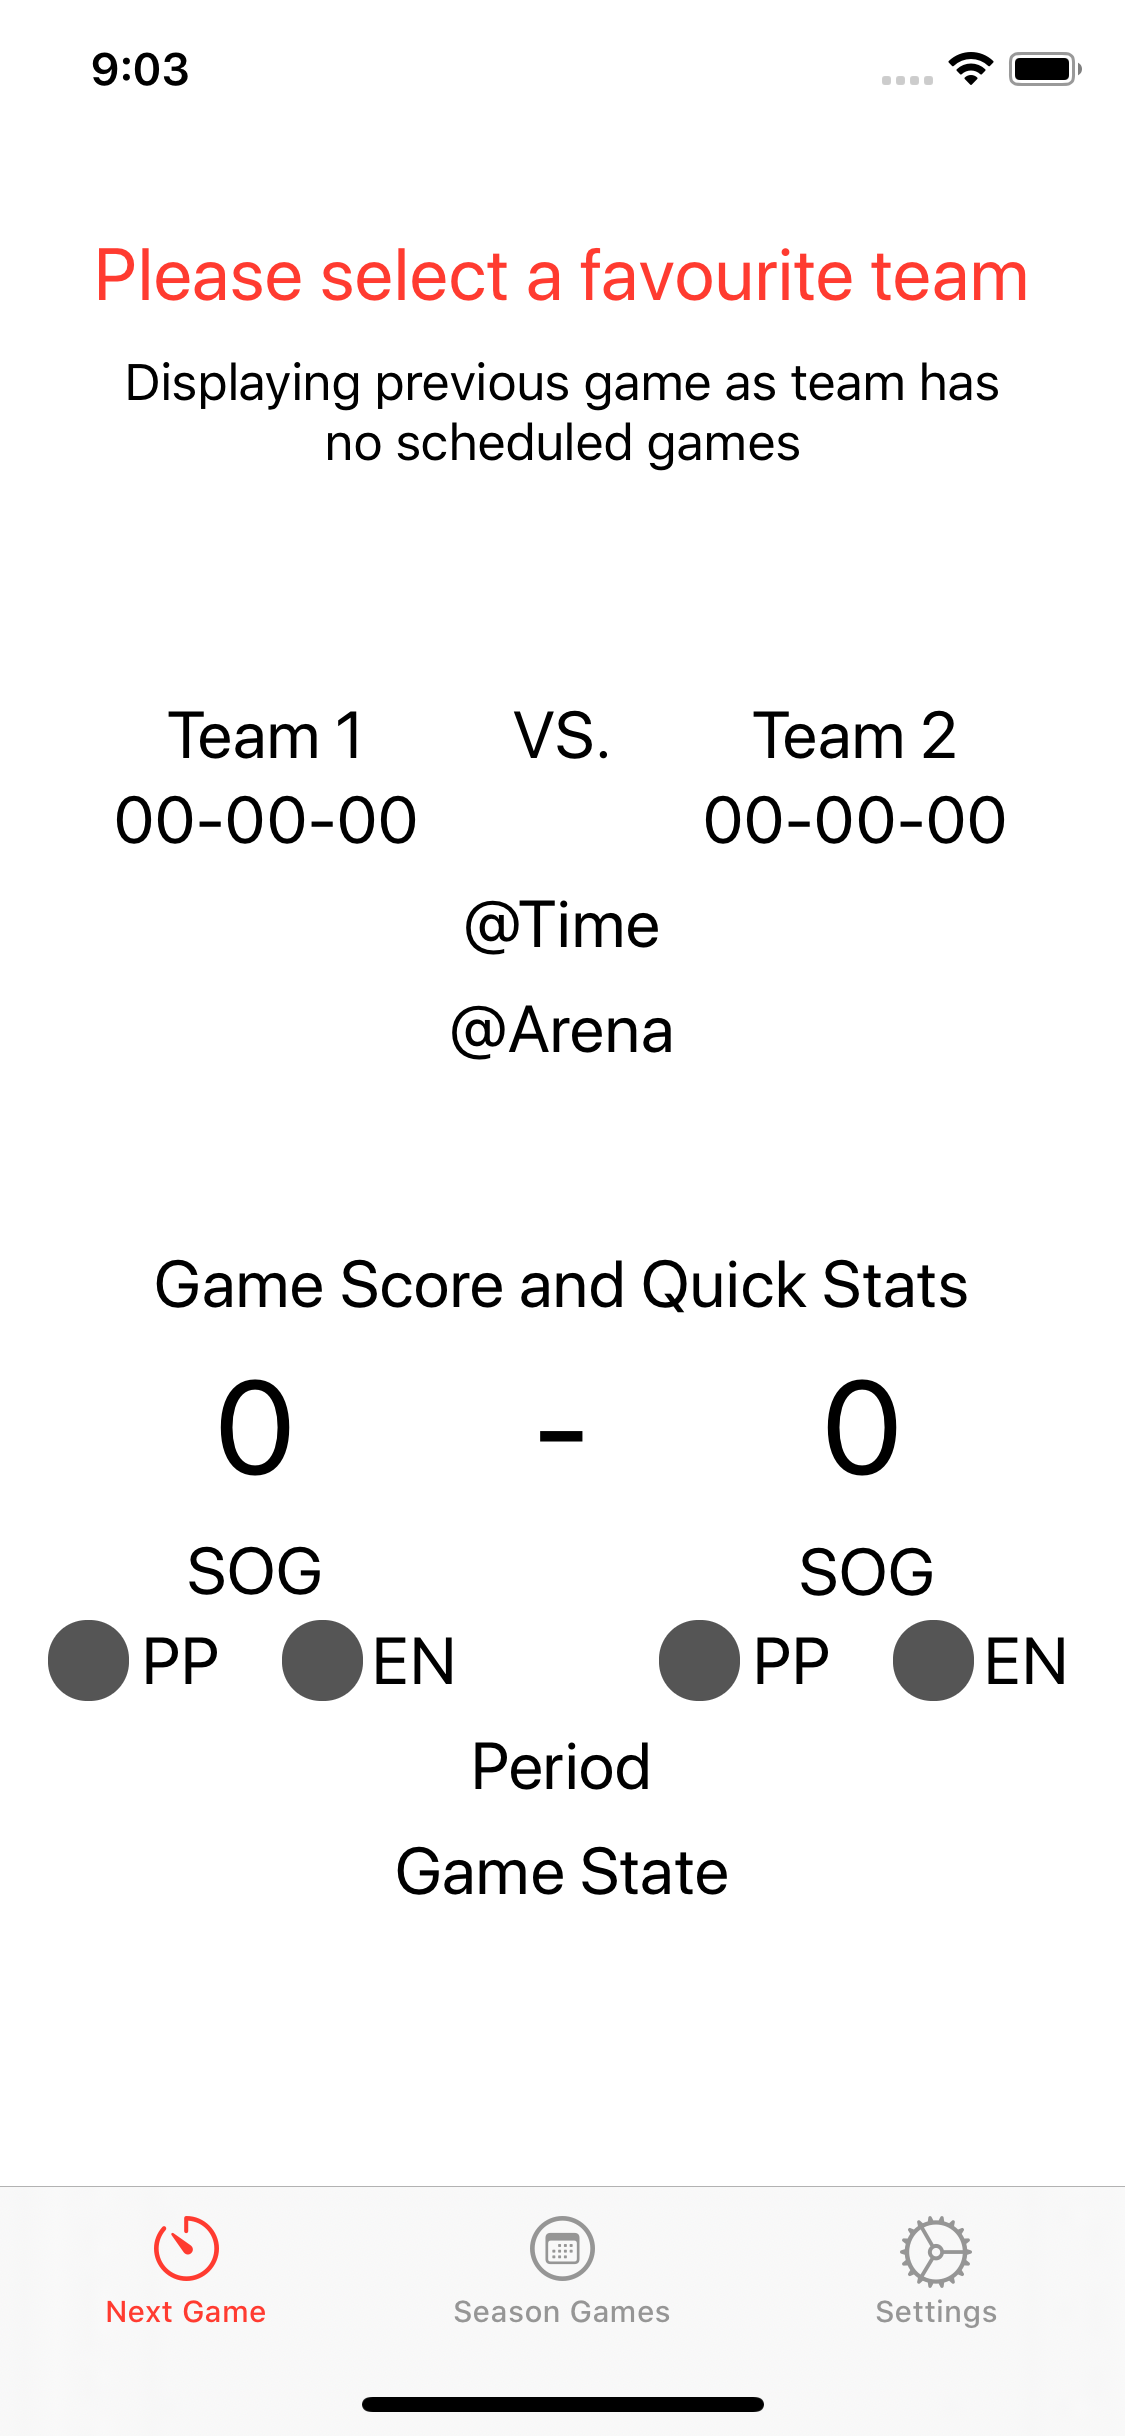 9:03
Please select a favourite team
Displaying previous game as team has
no scheduled games
Team 1 VS. Team 2
00-00-00 00-00-00
@Time
@Arena
Game Score and Quick Stats
0 - 0
SOG SOG
PP EN PP EN
Period
Game State
Next Game Season Games Settings